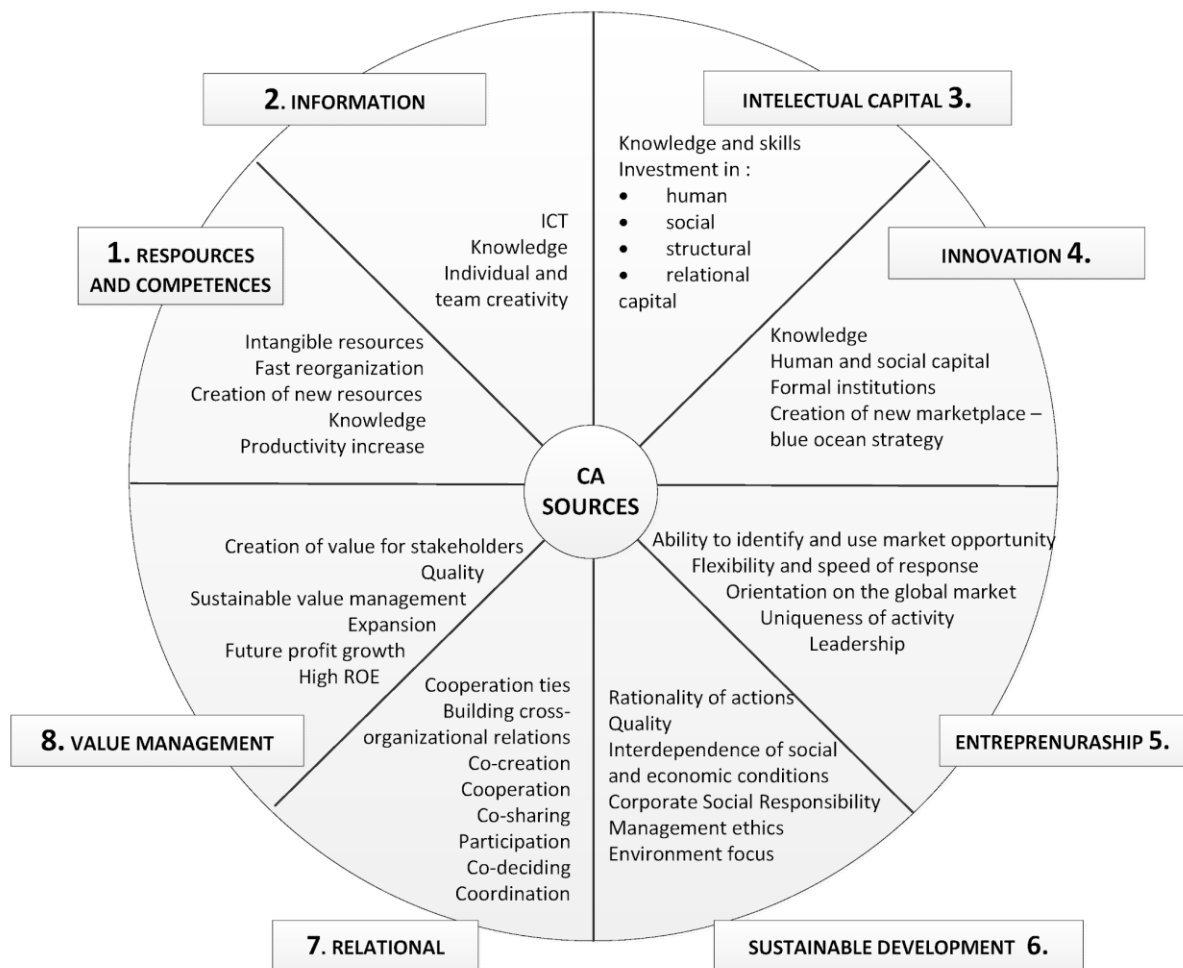 2. INFORMATION
INTELECTUAL CAPITAL 3.
Knowledge and skills
Investment in :
• human
• social
• structural
• relational
capital
ICT
Knowledge
Individual and
team creativity
1. RESPOURCES
AND COMPETENCES
INNOVATION 4.
Intangible resources
Fast reorganization
Creation of new resources
Knowledge
Productivity increase
Knowledge
Human and social capital
Formal institutions
Creation of new marketplace –
blue ocean strategy
CA
SOURCES
Creation of value for stakeholders
Quality
Sustainable value management
Expansion
Future profit growth
High ROE
Ability to identify and use market opportunity
Flexibility and speed of response
Orientation on the global market
Uniqueness of activity
Leadership
Cooperation ties
Building cross-
organizational relations
Co-creation
Cooperation
Co-sharing
Participation
Co-deciding
Coordination
Rationality of actions
Quality
Interdependence of social
and economic conditions
Corporate Social Responsibility
Management ethics
Environment focus
8. VALUE MANAGEMENT
ENTREPRENURASHIP 5.
7. RELATIONAL
SUSTAINABLE DEVELOPMENT 6.